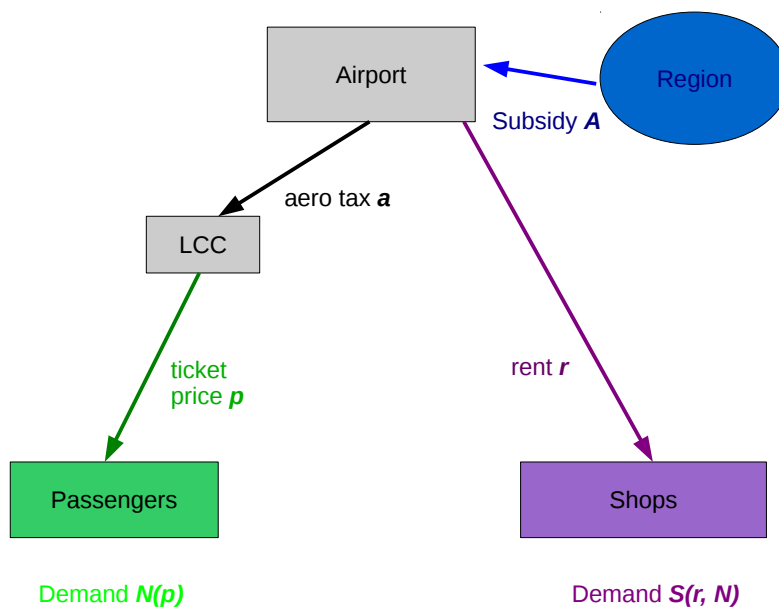 Airport
Region
Subsidy A
aero tax a
LCC
ticket
price p
rent r
Passengers
Shops
Demand N(p)
Demand S(r, N)